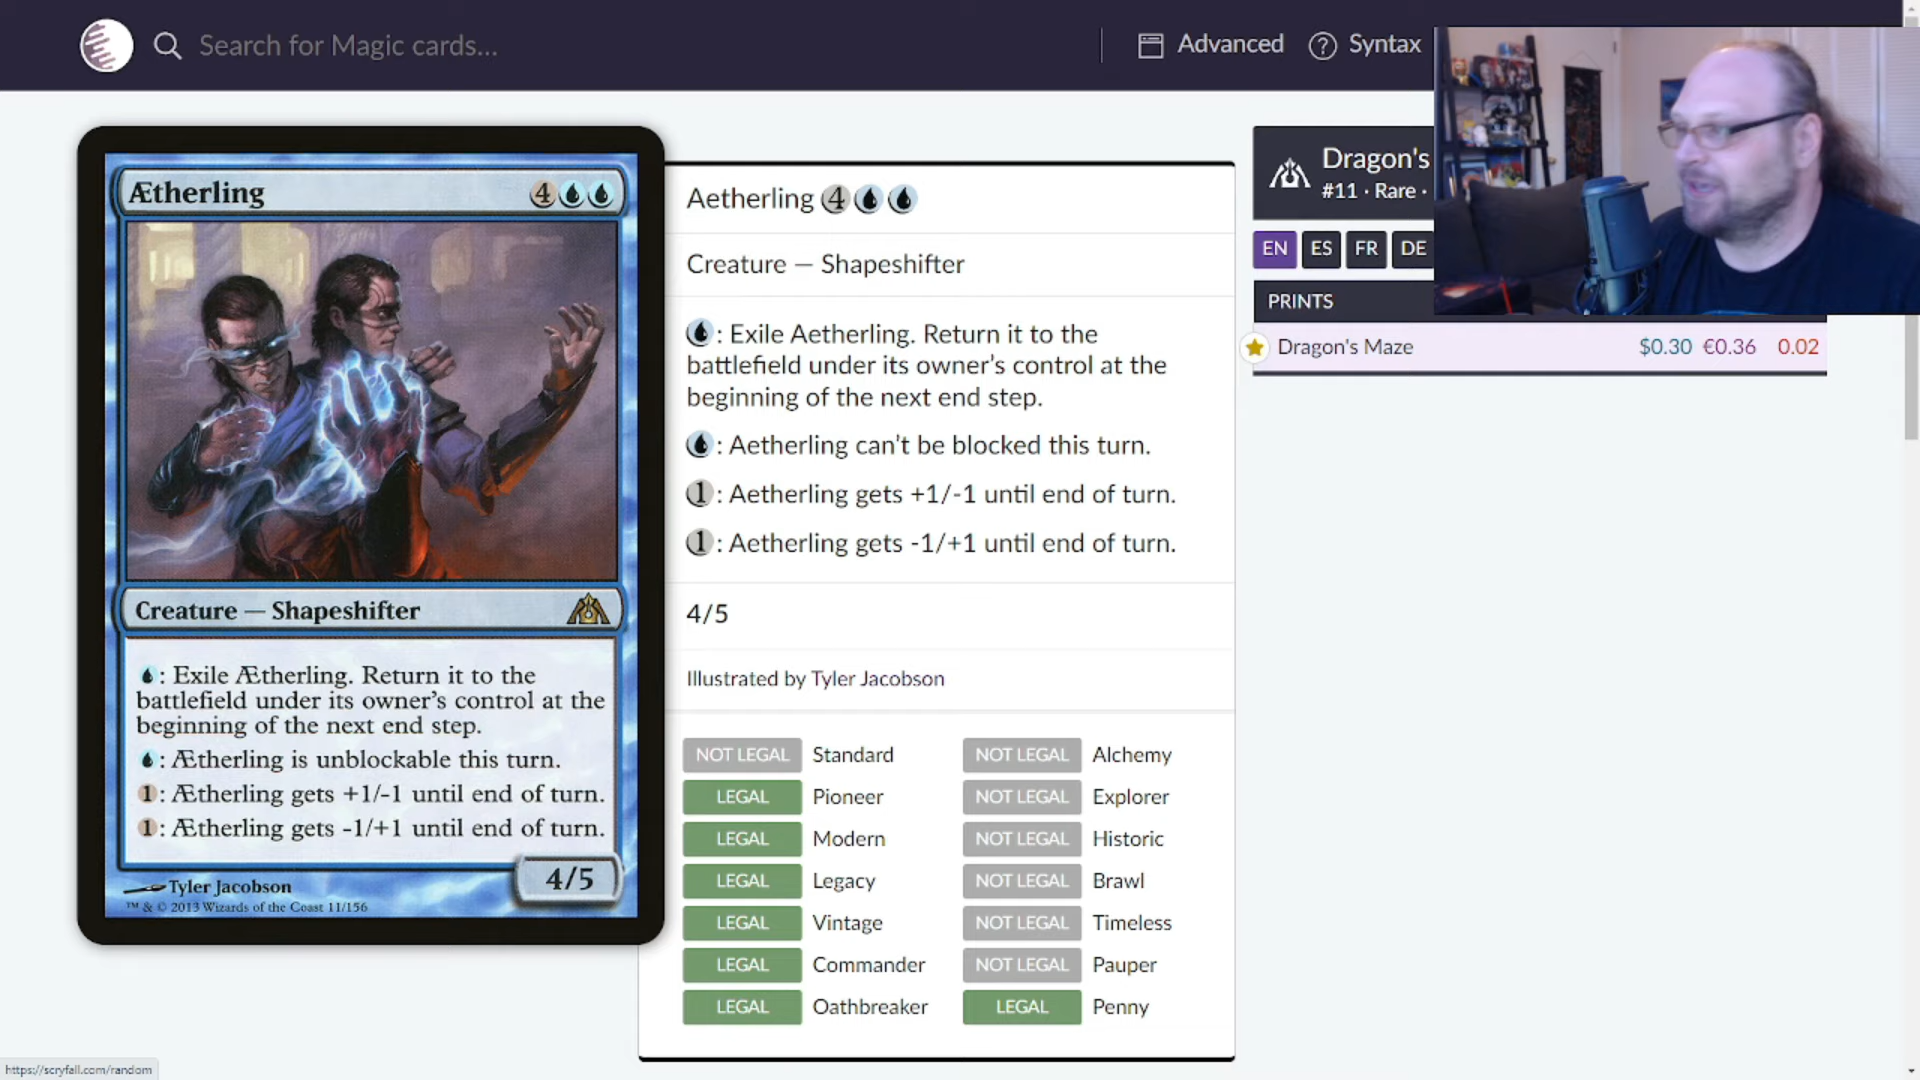 Search for Magic cards...
Advanced
Syntax
Ætherling 4
Creature — Shapeshifter
: Exile Ætherling. Return it to the
battlefield under its owner's control at the
beginning of the next end step.
: Ætherling is unblockable this turn.
1: Ætherling gets +1/-1 until end of turn.
1: Ætherling gets -1/+1 until end of turn.
4/5
Tyler Jacobson
™ & © 2013 Wizards of the Coast 11/156
Aetherling 4
Creature — Shapeshifter
: Exile Aetherling. Return it to the
battlefield under its owner's control at the
beginning of the next end step.
: Aetherling can't be blocked this turn.
1: Aetherling gets +1/-1 until end of turn.
1: Aetherling gets -1/+1 until end of turn.
4/5
Illustrated by Tyler Jacobson
NOT LEGAL Standard NOT LEGAL Alchemy
LEGAL Pioneer NOT LEGAL Explorer
LEGAL Modern NOT LEGAL Historic
LEGAL Legacy NOT LEGAL Brawl
LEGAL Vintage NOT LEGAL Timeless
LEGAL Commander NOT LEGAL Pauper
LEGAL Oathbreaker LEGAL Penny
Dragon's
#11 · Rare ·
EN ES FR DE
PRINTS
Dragon's Maze $0.30 €0.36 0.02
https://scryfall.com/random